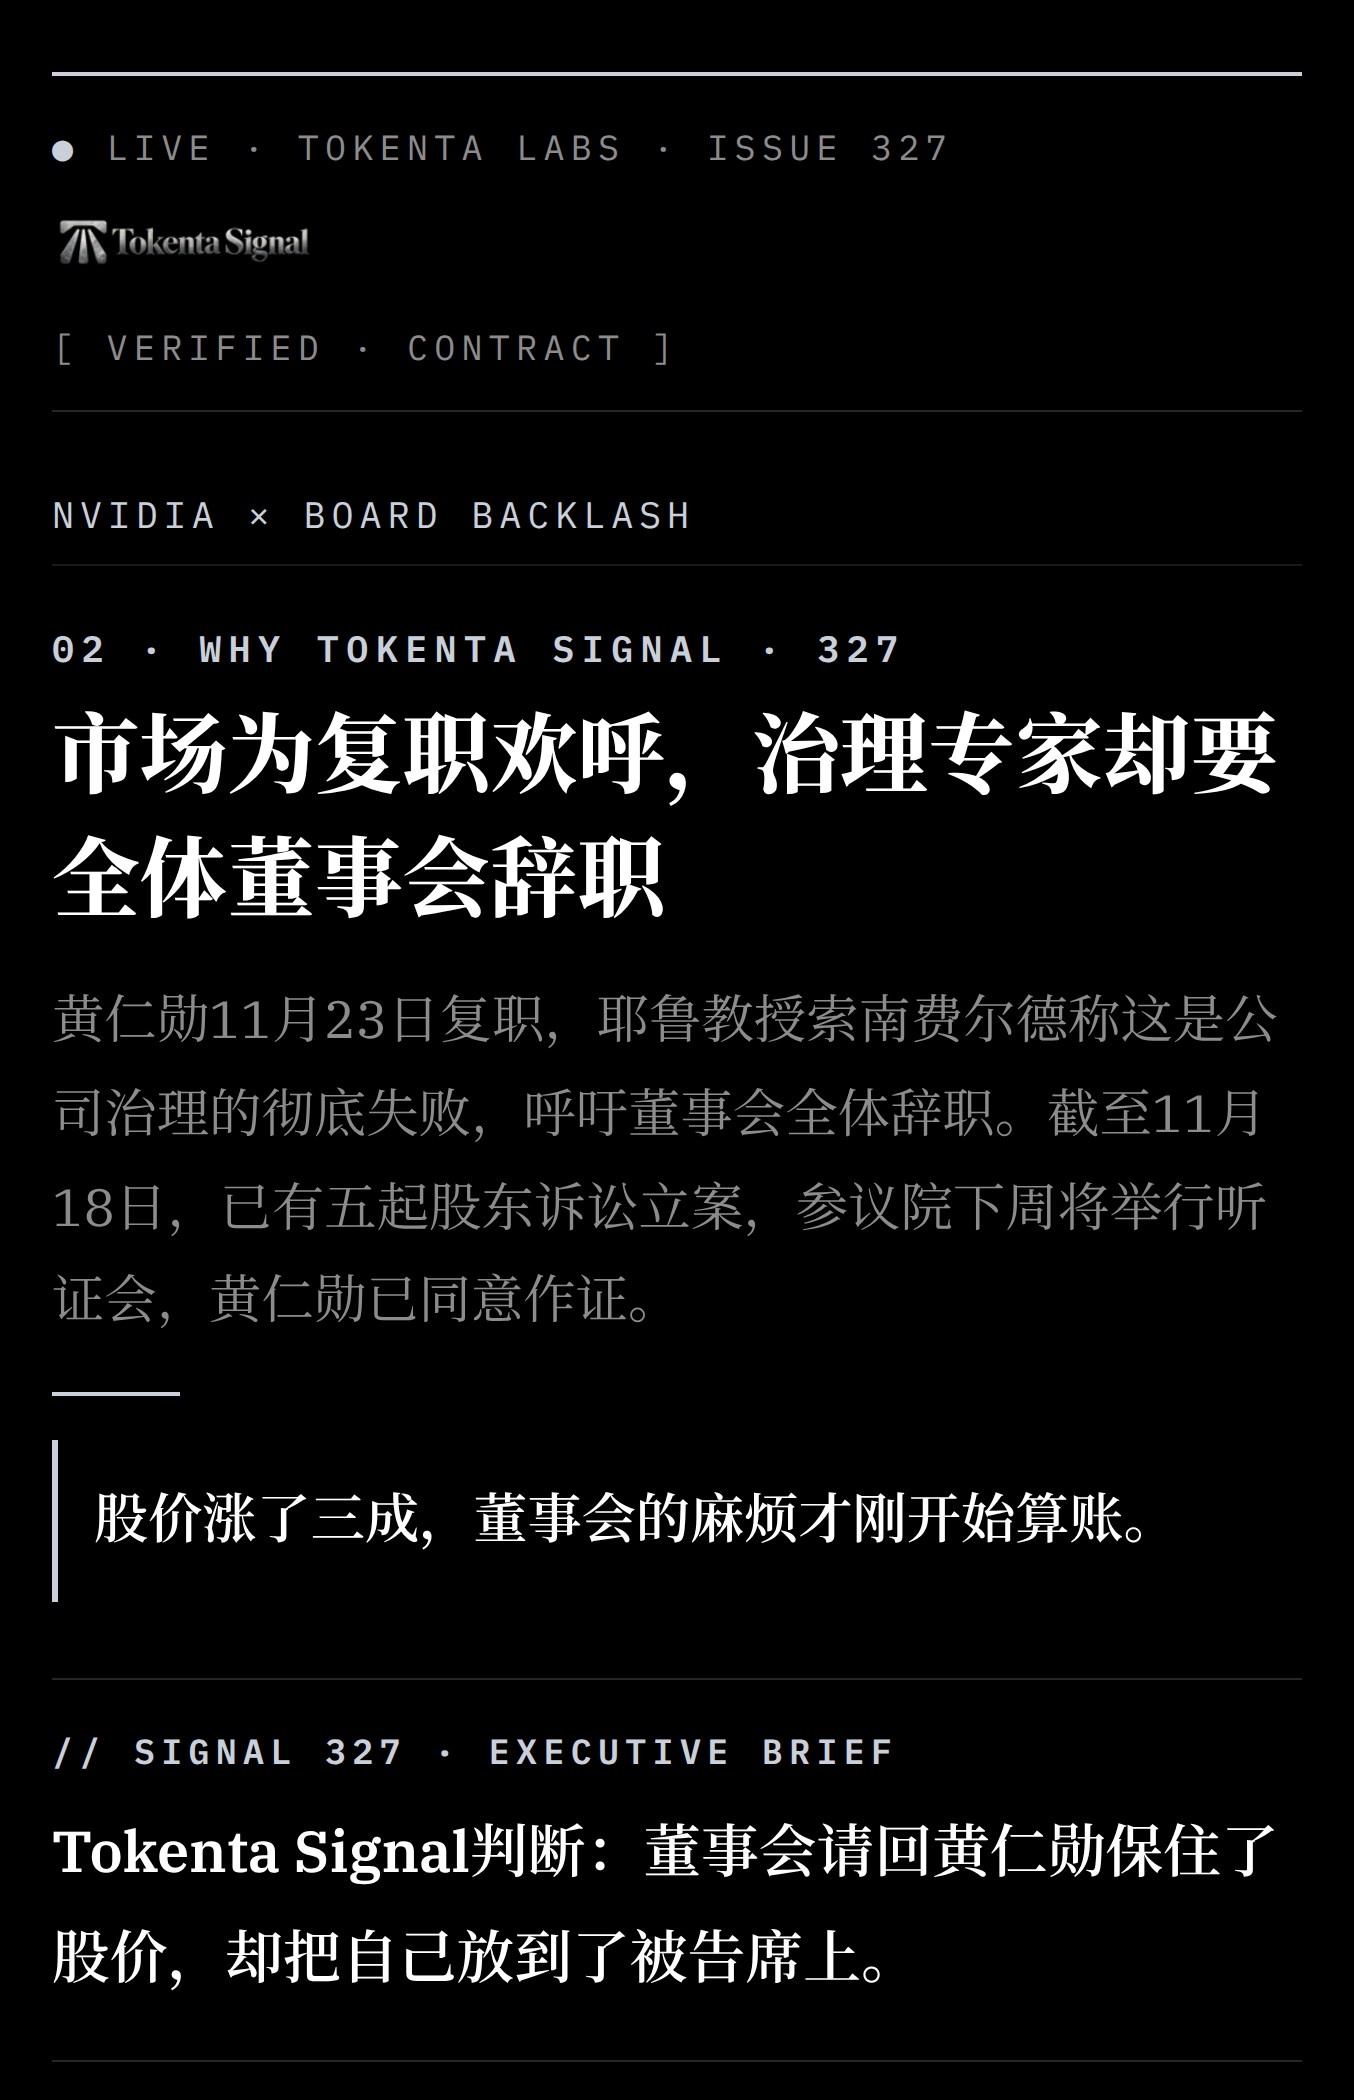 ● LIVE · TOKENTA LABS · ISSUE 327
Tokenta Signal
[ VERIFIED · CONTRACT ]
NVIDIA × BOARD BACKLASH
02 · WHY TOKENTA SIGNAL · 327
市场为复职欢呼，治理专家却要
全体董事会辞职
黄仁勋11月23日复职，耶鲁教授索南费尔德称这是公
司治理的彻底失败，呼吁董事会全体辞职。截至11月
18日，已有五起股东诉讼立案，参议院下周将举行听
证会，黄仁勋已同意作证。
股价涨了三成，董事会的麻烦才刚开始算账。
// SIGNAL 327 · EXECUTIVE BRIEF
Tokenta Signal判断：董事会请回黄仁勋保住了
股价，却把自己放到了被告席上。